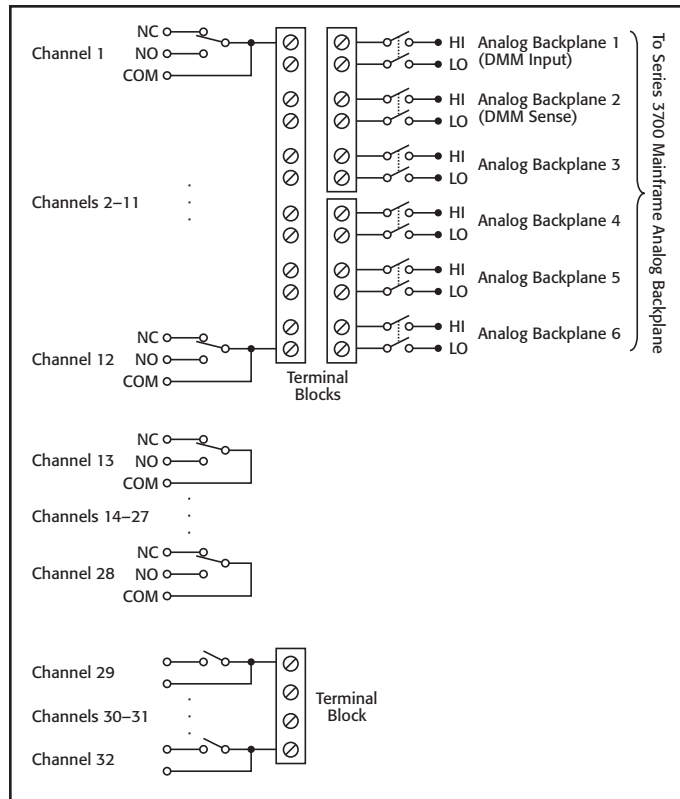 Channel 1
NC
NO
COM
Channels 2–11
Channel 12
NC
NO
COM
Terminal
Blocks
HI
LO
Analog Backplane 1
(DMM Input)
HI
LO
Analog Backplane 2
(DMM Sense)
HI
LO
Analog Backplane 3
HI
LO
Analog Backplane 4
HI
LO
Analog Backplane 5
HI
LO
Analog Backplane 6
To Series 3700 Mainframe Analog Backplane
Channel 13
NC
NO
COM
Channels 14–27
Channel 28
NC
NO
COM
Channel 29
Channels 30–31
Channel 32
Terminal
Block